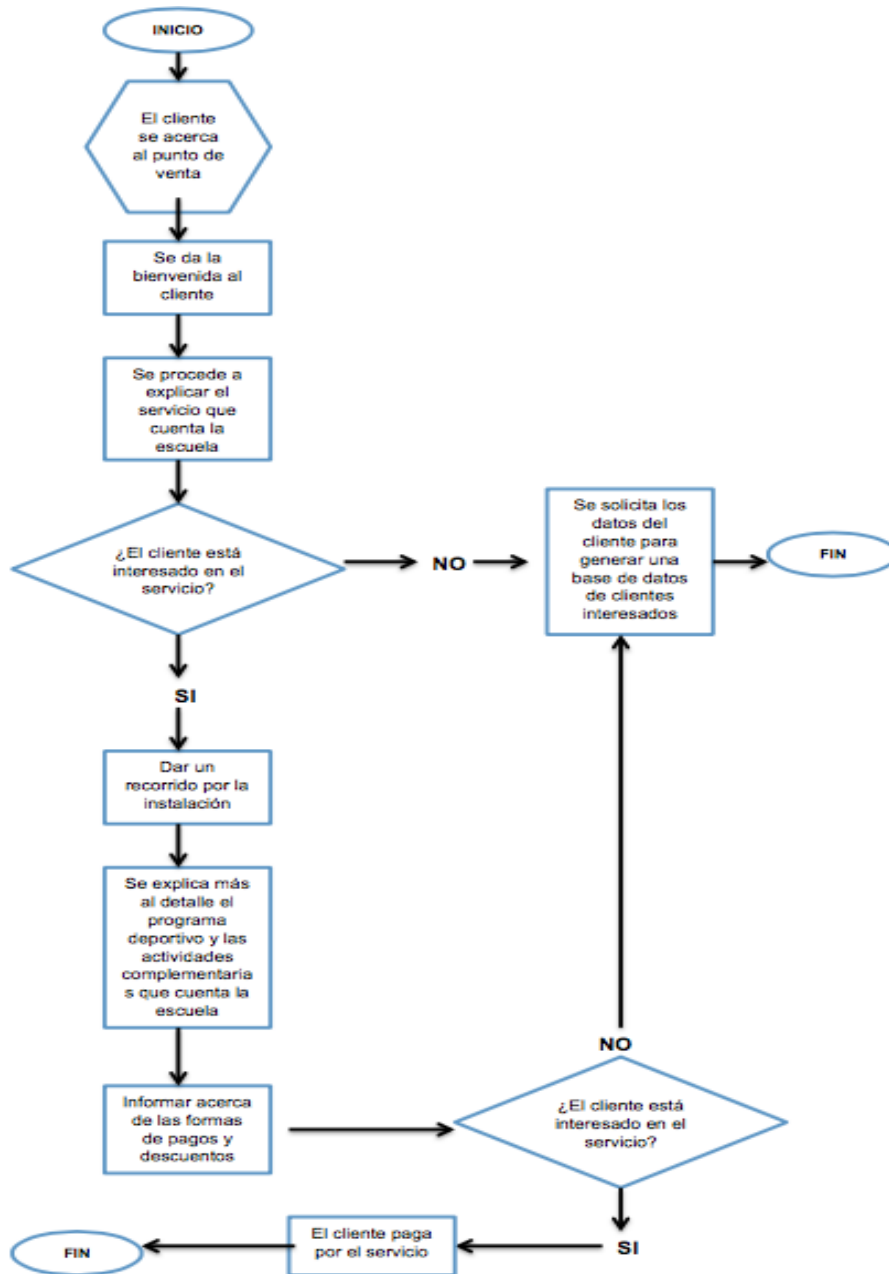 INICIO
El cliente
se acerca
al punto de
venta
Se da la
bienvenida al
cliente
Se procede a
explicar el
servicio que
cuenta la
escuela
¿El cliente está
interesado en el
servicio?
NO
Se solicita los
datos del
cliente para
generar una
base de datos
de clientes
interesados
FIN
SI
Dar un
recorrido por la
instalación
Se explica más
al detalle el
programa
deportivo y las
actividades
complementaria
s que cuenta la
escuela
Informar acerca
de las formas
de pagos y
descuentos
NO
¿El cliente está
interesado en el
servicio?
SI
El cliente paga
por el servicio
FIN